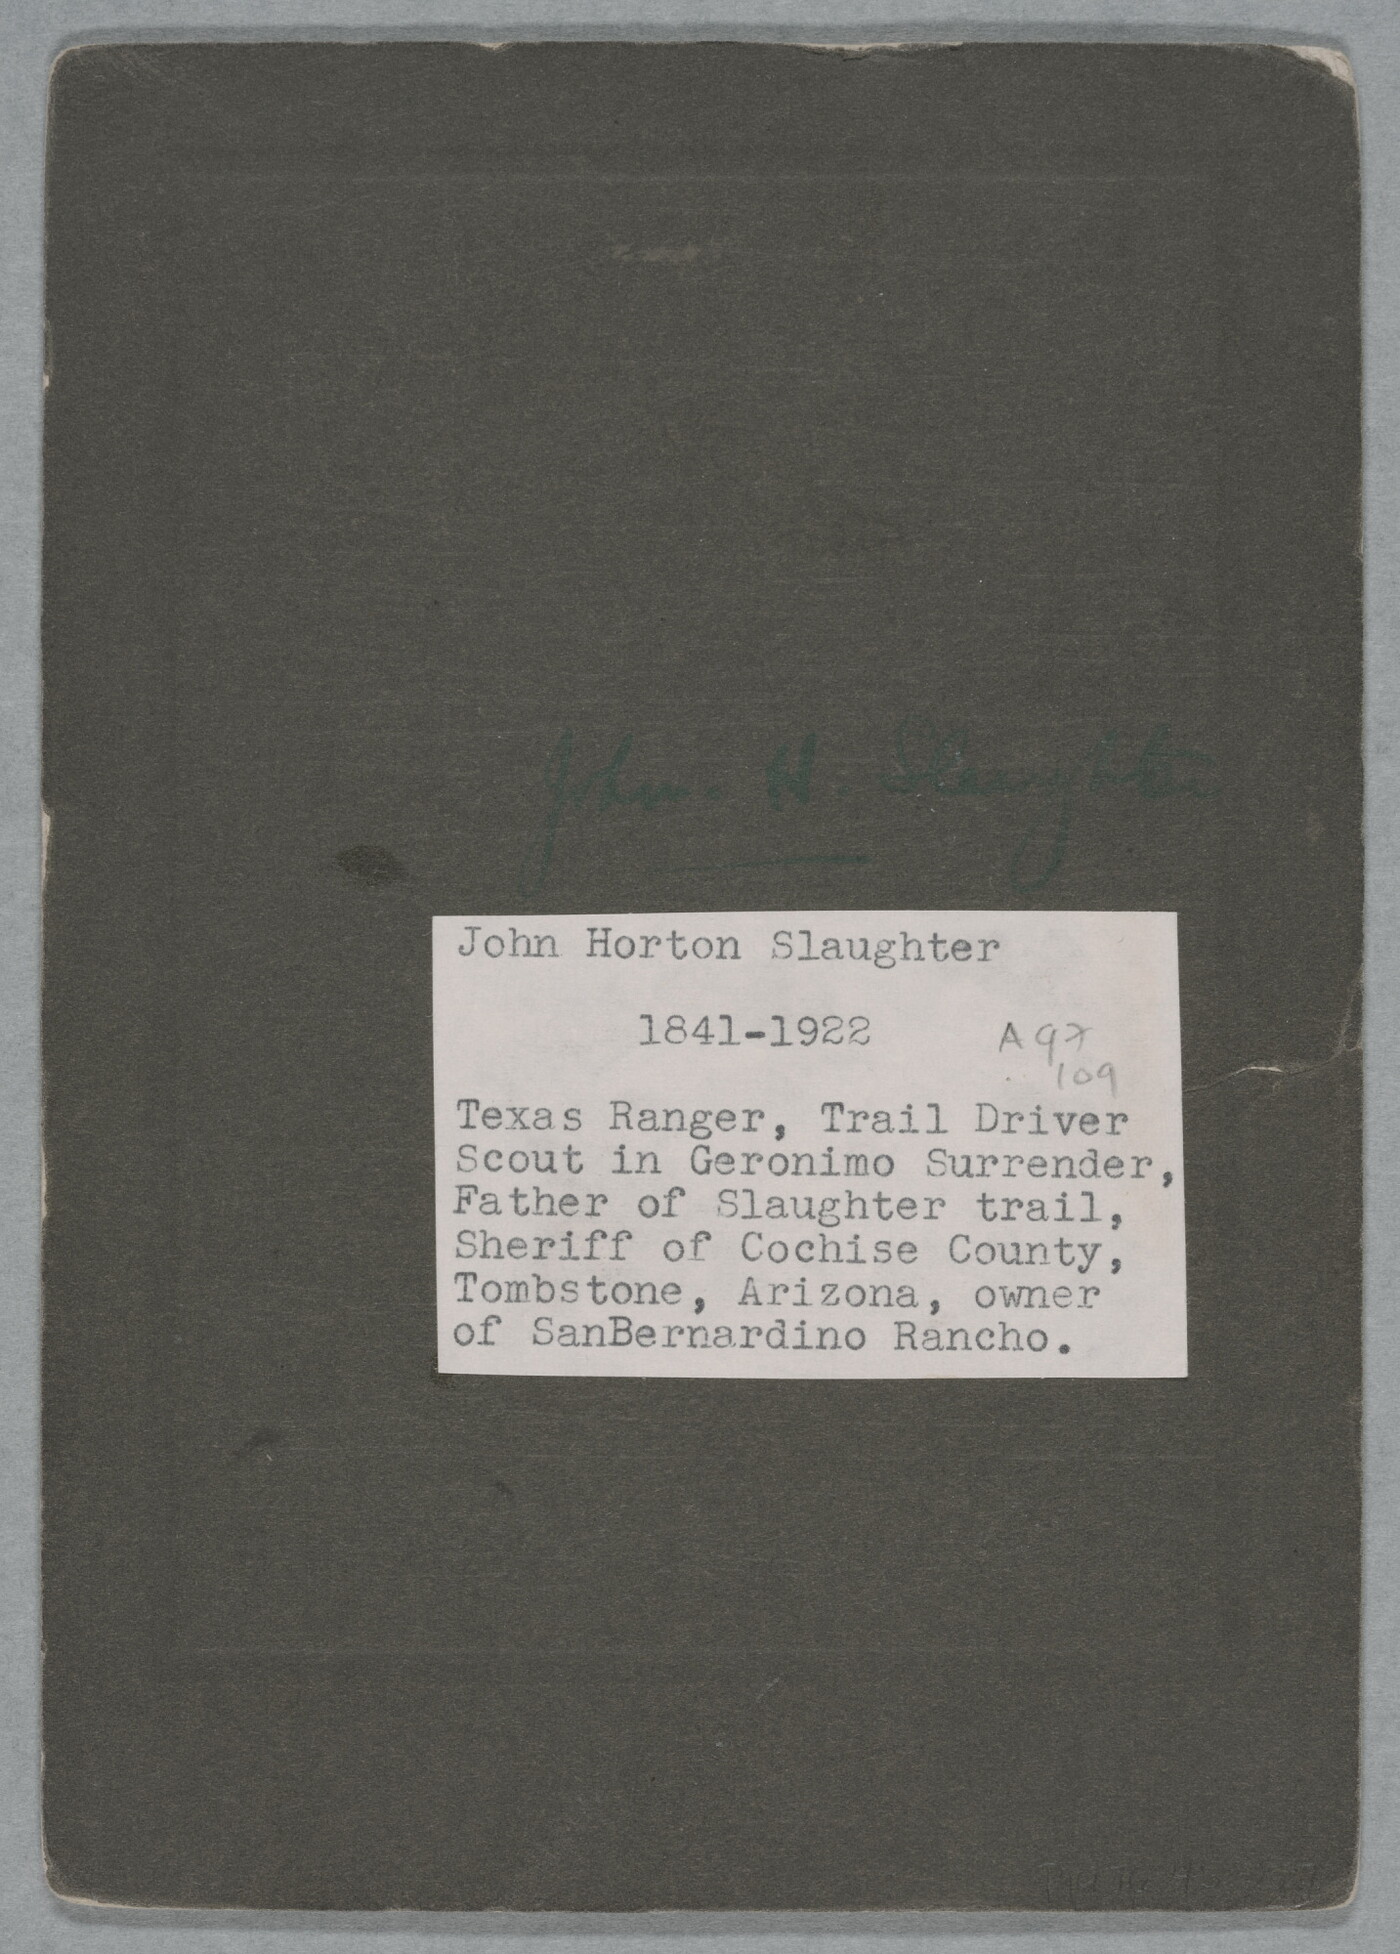 John. H. Slaughter
John Horton Slaughter
1841-1922
A97
109
Texas Ranger, Trail Driver
Scout in Geronimo Surrender,
Father of Slaughter trail,
Sheriff of Cochise County,
Tombstone, Arizona, owner
of SanBernardino Rancho.